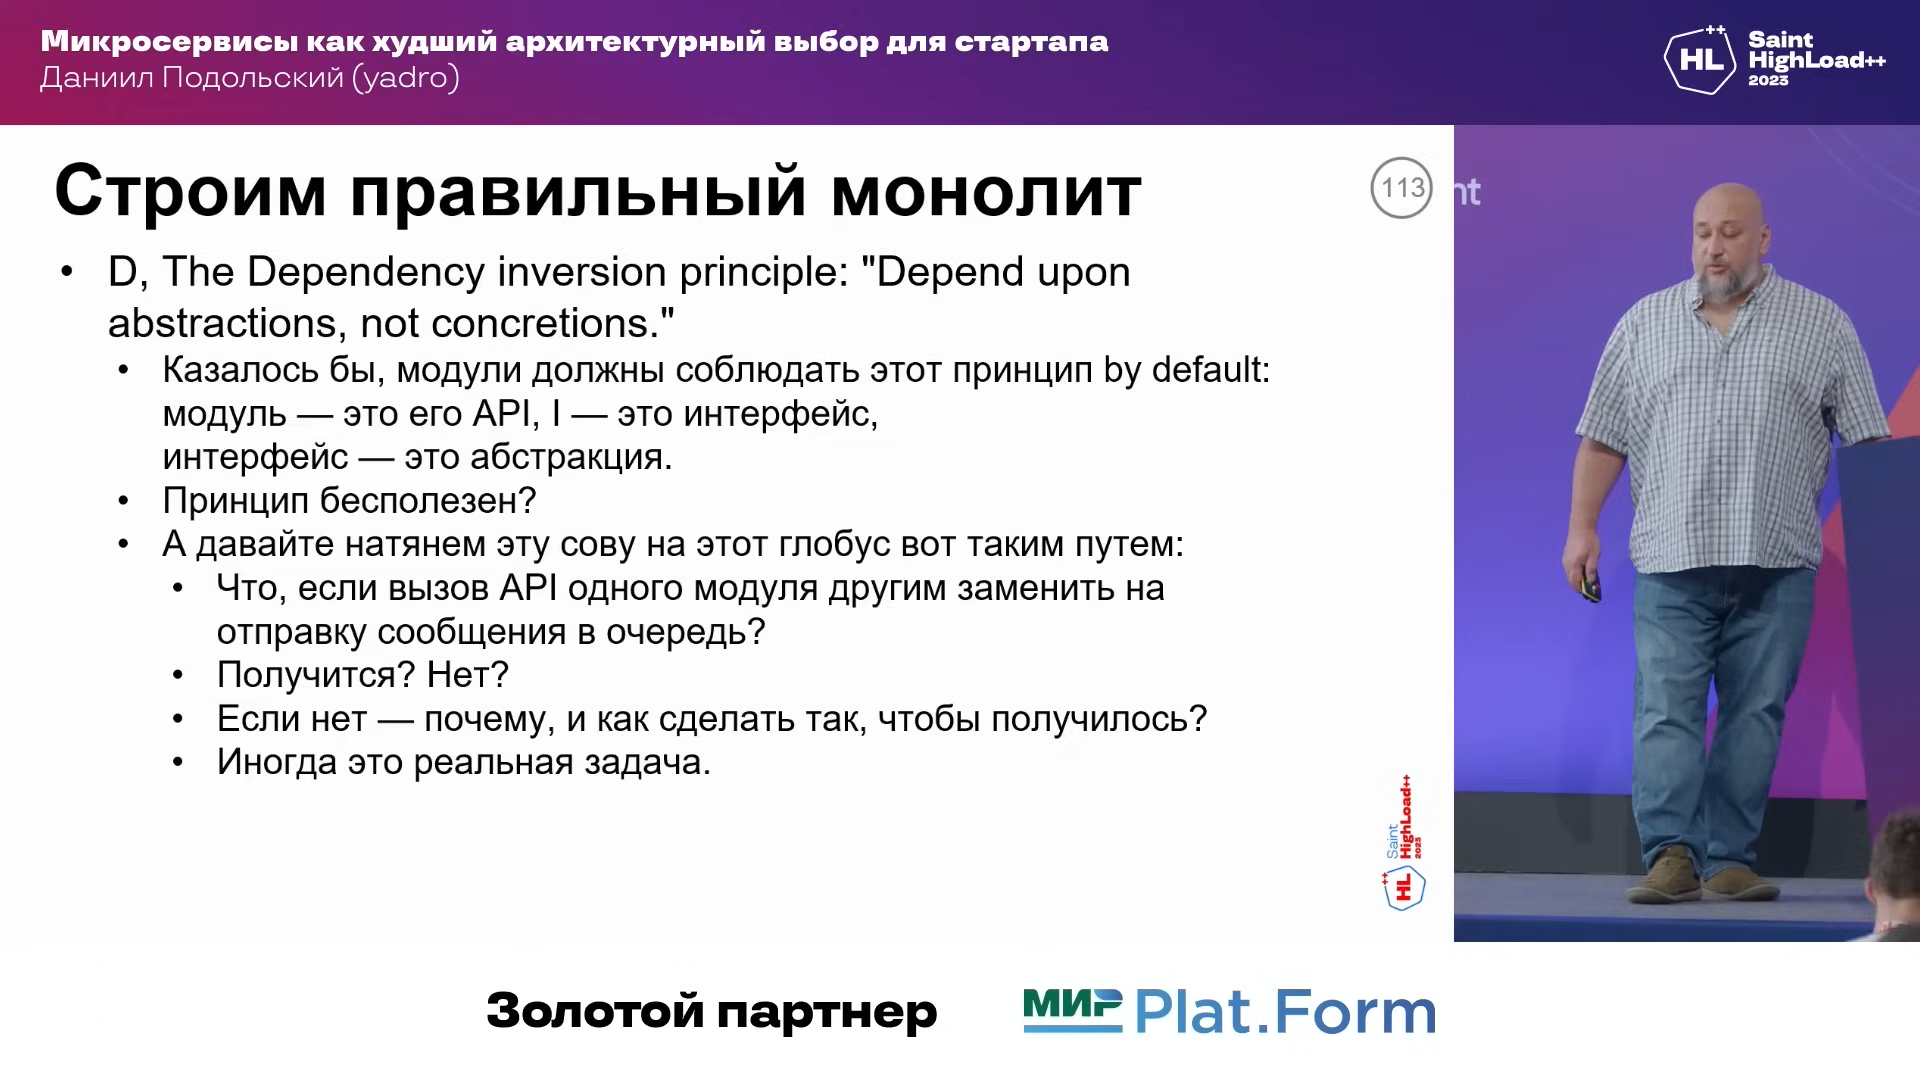 Микросервисы как худший архитектурный выбор для стартапа
Даниил Подольский (yadro)
HL++
Saint
HighLoad++
2023
Строим правильный монолит
113
nt
• D, The Dependency inversion principle: "Depend upon
abstractions, not concretions."
• Казалось бы, модули должны соблюдать этот принцип by default:
модуль — это его API, I — это интерфейс,
интерфейс — это абстракция.
• Принцип бесполезен?
• А давайте натянем эту сову на этот глобус вот таким путем:
• Что, если вызов API одного модуля другим заменить на
отправку сообщения в очередь?
• Получится? Нет?
• Если нет — почему, и как сделать так, чтобы получилось?
• Иногда это реальная задача.
HL++
Saint
HighLoad++
2023
Золотой партнер
МИР Plat.Form